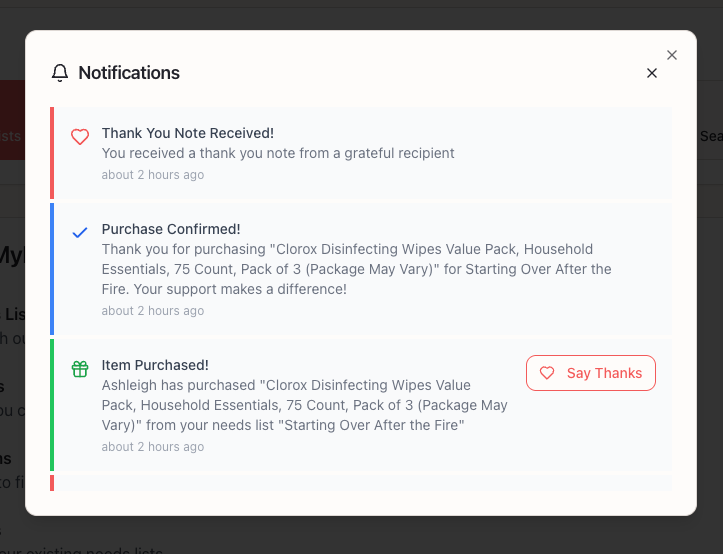 Notifications
Thank You Note Received!
You received a thank you note from a grateful recipient
about 2 hours ago
Purchase Confirmed!
Thank you for purchasing "Clorox Disinfecting Wipes Value Pack, Household
Essentials, 75 Count, Pack of 3 (Package May Vary)" for Starting Over After the
Fire. Your support makes a difference!
about 2 hours ago
Item Purchased!
Ashleigh has purchased "Clorox Disinfecting Wipes Value
Pack, Household Essentials, 75 Count, Pack of 3 (Package May
Vary)" from your needs list "Starting Over After the Fire"
about 2 hours ago
Say Thanks